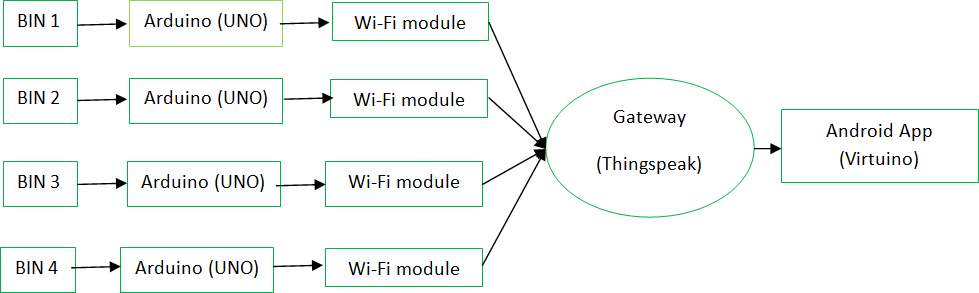 BIN 1
Arduino (UNO)
Wi-Fi module
BIN 2
Arduino (UNO)
Wi-Fi module
BIN 3
Arduino (UNO)
Wi-Fi module
BIN 4
Arduino (UNO)
Wi-Fi module
Gateway
(Thingspeak)
Android App
(Virtuino)